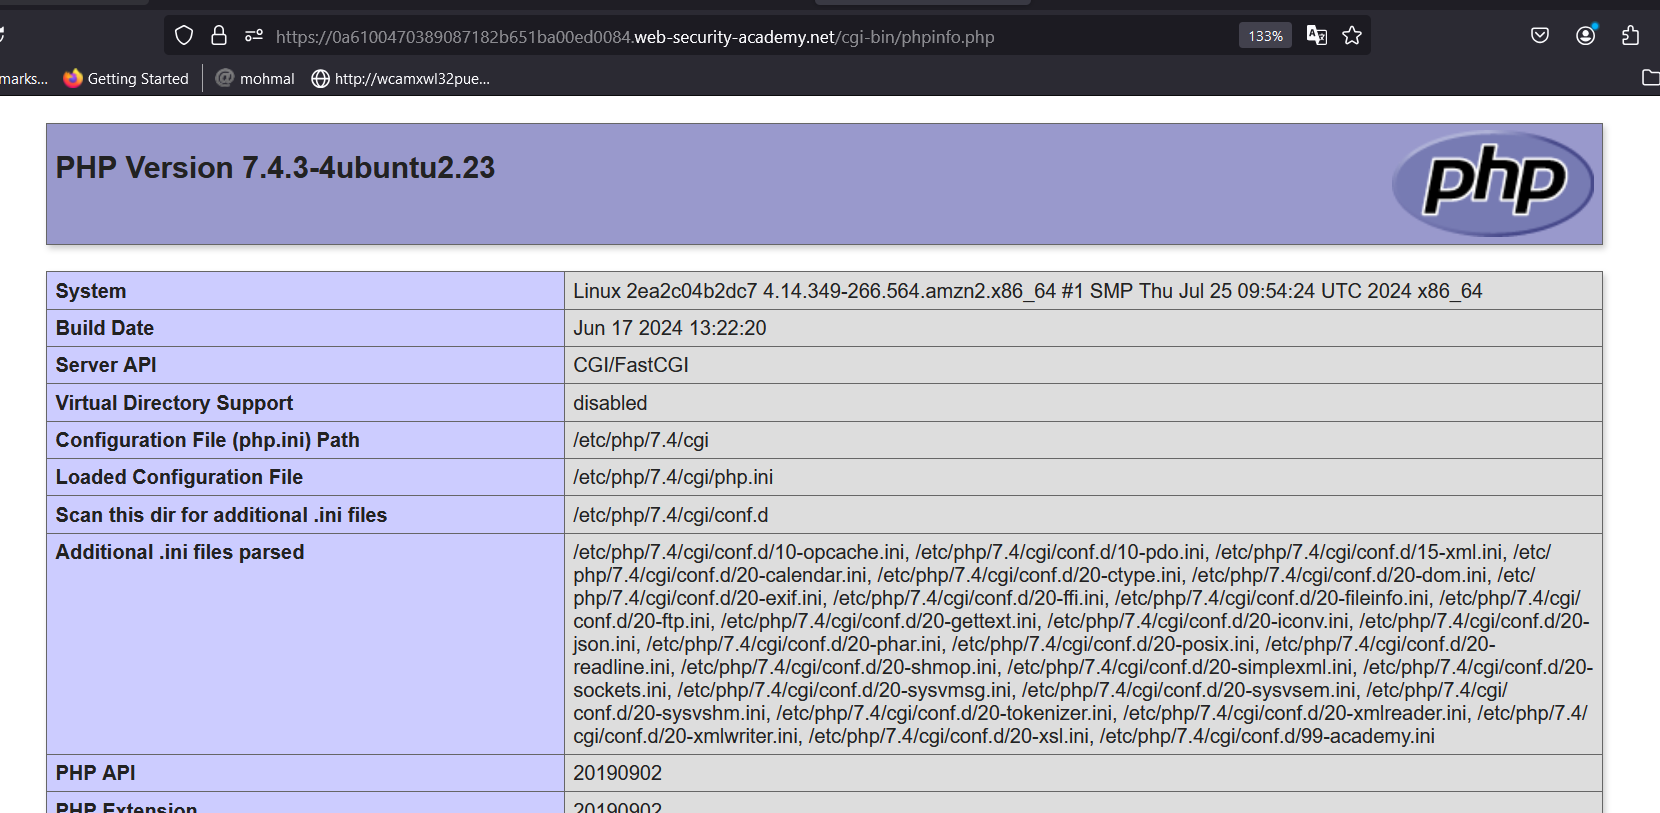 https://0a6100470389087182b651ba00ed0084.web-security-academy.net/cgi-bin/phpinfo.php
133%
marks...
Getting Started
mohmal
http://wcamxwl32pue...
PHP Version 7.4.3-4ubuntu2.23
php
System
Linux 2ea2c04b2dc7 4.14.349-266.564.amzn2.x86_64 #1 SMP Thu Jul 25 09:54:24 UTC 2024 x86_64
Build Date
Jun 17 2024 13:22:20
Server API
CGI/FastCGI
Virtual Directory Support
disabled
Configuration File (php.ini) Path
/etc/php/7.4/cgi
Loaded Configuration File
/etc/php/7.4/cgi/php.ini
Scan this dir for additional .ini files
/etc/php/7.4/cgi/conf.d
Additional .ini files parsed
/etc/php/7.4/cgi/conf.d/10-opcache.ini, /etc/php/7.4/cgi/conf.d/10-pdo.ini, /etc/php/7.4/cgi/conf.d/15-xml.ini, /etc/
php/7.4/cgi/conf.d/20-calendar.ini, /etc/php/7.4/cgi/conf.d/20-ctype.ini, /etc/php/7.4/cgi/conf.d/20-dom.ini, /etc/
php/7.4/cgi/conf.d/20-exif.ini, /etc/php/7.4/cgi/conf.d/20-ffi.ini, /etc/php/7.4/cgi/conf.d/20-fileinfo.ini, /etc/php/7.4/cgi/
conf.d/20-ftp.ini, /etc/php/7.4/cgi/conf.d/20-gettext.ini, /etc/php/7.4/cgi/conf.d/20-iconv.ini, /etc/php/7.4/cgi/conf.d/20-
json.ini, /etc/php/7.4/cgi/conf.d/20-phar.ini, /etc/php/7.4/cgi/conf.d/20-posix.ini, /etc/php/7.4/cgi/conf.d/20-
readline.ini, /etc/php/7.4/cgi/conf.d/20-shmop.ini, /etc/php/7.4/cgi/conf.d/20-simplexml.ini, /etc/php/7.4/cgi/conf.d/20-
sockets.ini, /etc/php/7.4/cgi/conf.d/20-sysvmsg.ini, /etc/php/7.4/cgi/conf.d/20-sysvsem.ini, /etc/php/7.4/cgi/
conf.d/20-sysvshm.ini, /etc/php/7.4/cgi/conf.d/20-tokenizer.ini, /etc/php/7.4/cgi/conf.d/20-xmlreader.ini, /etc/php/7.4/
cgi/conf.d/20-xmlwriter.ini, /etc/php/7.4/cgi/conf.d/20-xsl.ini, /etc/php/7.4/cgi/conf.d/99-academy.ini
PHP API
20190902
PHP Extension
20190902